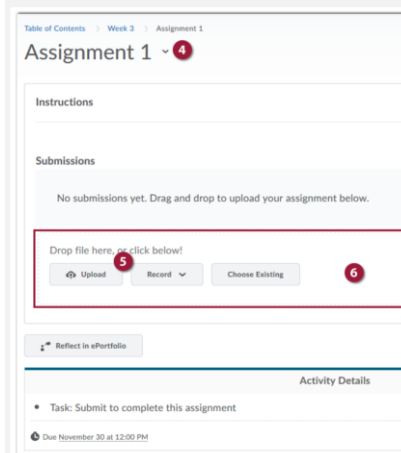 Table of Contents > Week 3 > Assignment 1
Assignment 1 4
Instructions
Submissions
No submissions yet. Drag and drop to upload your assignment below.
Drop file here, or click below!
5
Upload Record Choose Existing 6
Reflect in ePortfolio
Activity Details
• Task: Submit to complete this assignment
Due November 30 at 12:00 PM